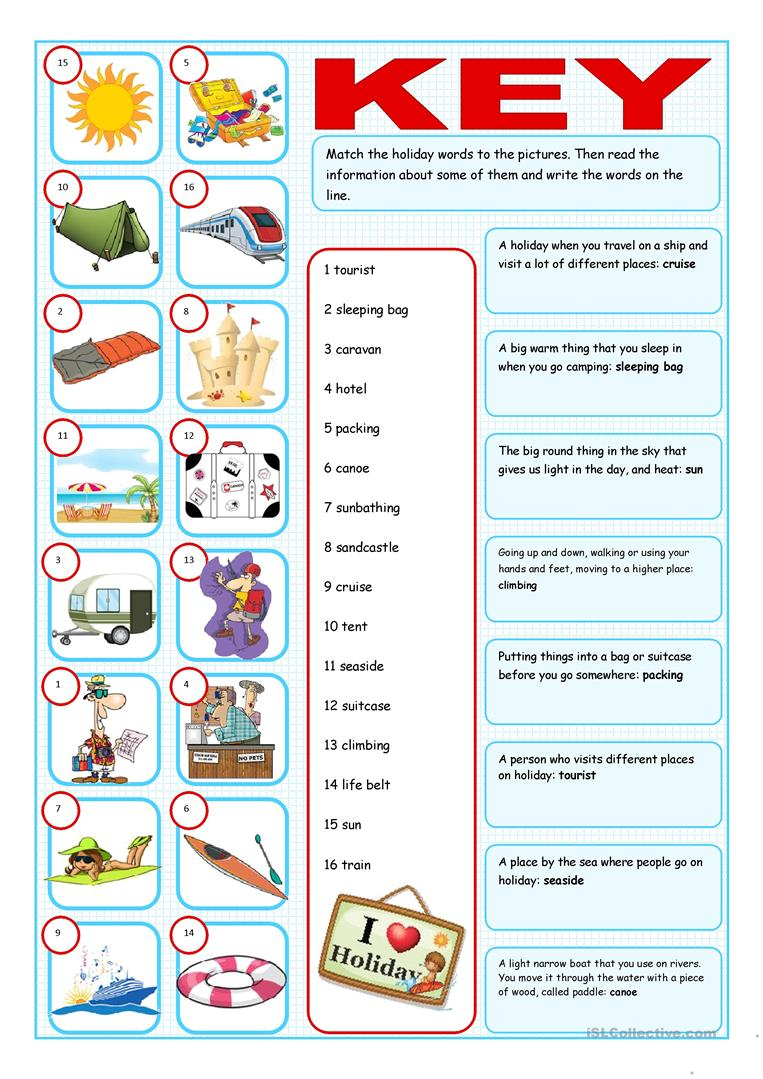 KEY
Match the holiday words to the pictures. Then read the
information about some of them and write the words on the
line.
15
5
10
16
2
8
11
12
3
13
1
4
NO PETS
7
6
9
14
1 tourist
2 sleeping bag
3 caravan
4 hotel
5 packing
6 canoe
7 sunbathing
8 sandcastle
9 cruise
10 tent
11 seaside
12 suitcase
13 climbing
14 life belt
15 sun
16 train
I
Holiday
A holiday when you travel on a ship and
visit a lot of different places: cruise
A big warm thing that you sleep in
when you go camping: sleeping bag
The big round thing in the sky that
gives us light in the day, and heat: sun
Going up and down, walking or using your
hands and feet, moving to a higher place:
climbing
Putting things into a bag or suitcase
before you go somewhere: packing
A person who visits different places
on holiday: tourist
A place by the sea where people go on
holiday: seaside
A light narrow boat that you use on rivers.
You move it through the water with a piece
of wood, called paddle: canoe
iSLCollective.com